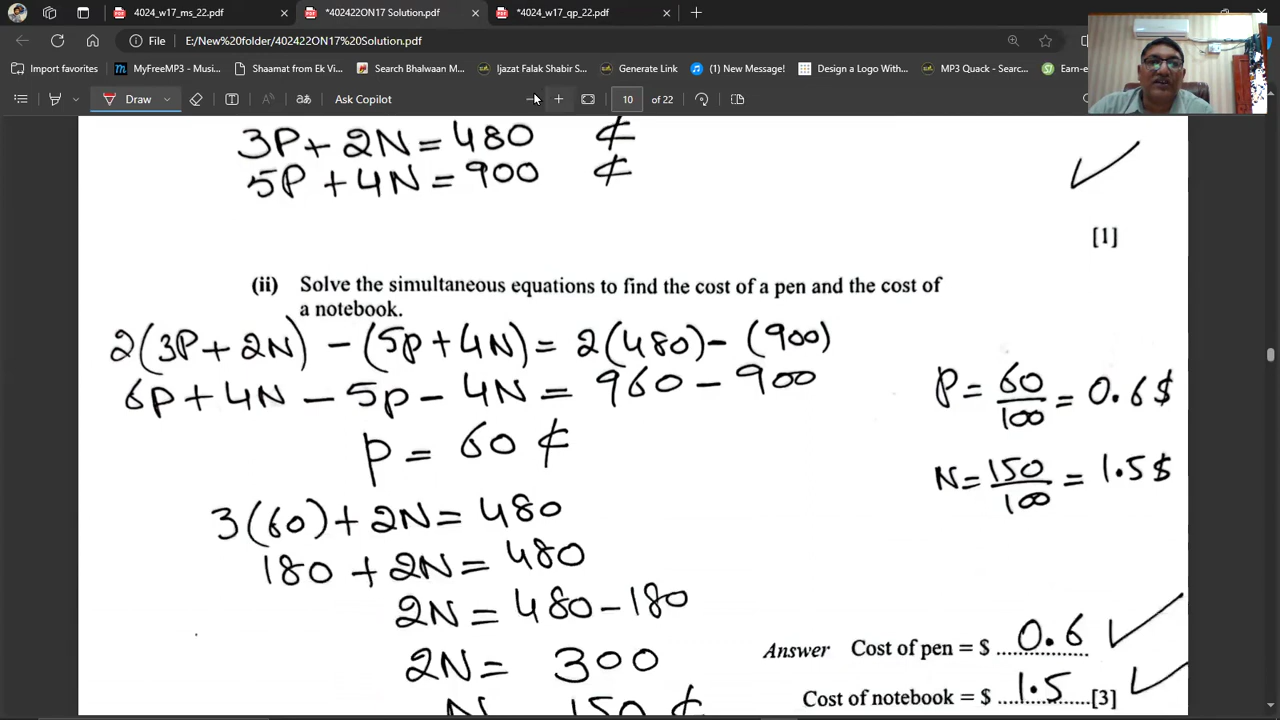 4024_w17_ms_22.pdf
*402422ON17 Solution.pdf
*4024_w17_qp_22.pdf
File
E:/New%20folder/402422ON17%20Solution.pdf
Import favorites
MyFreeMP3 - Musi...
Shaamat from Ek Vi...
Search Bhalwaan M...
Ijazat Falak Shabir S...
Generate Link
(1) New Message!
Design a Logo With...
MP3 Quack - Searc...
Earn-e
Draw
Ask Copilot
10 of 22
3P + 2N = 480 ¢
5P + 4N = 900 ¢
[1]
(ii) Solve the simultaneous equations to find the cost of a pen and the cost of
a notebook.
2(3P + 2N) - (5P + 4N) = 2(480) - (900)
6P + 4N - 5P - 4N = 960 - 900
P = 60/100 = 0.6$
P = 60 ¢
N = 150/100 = 1.5$
3(60) + 2N = 480
180 + 2N = 480
2N = 480 - 180
Answer Cost of pen = $ 0.6
2N = 300
Cost of notebook = $ 1.5 [3]